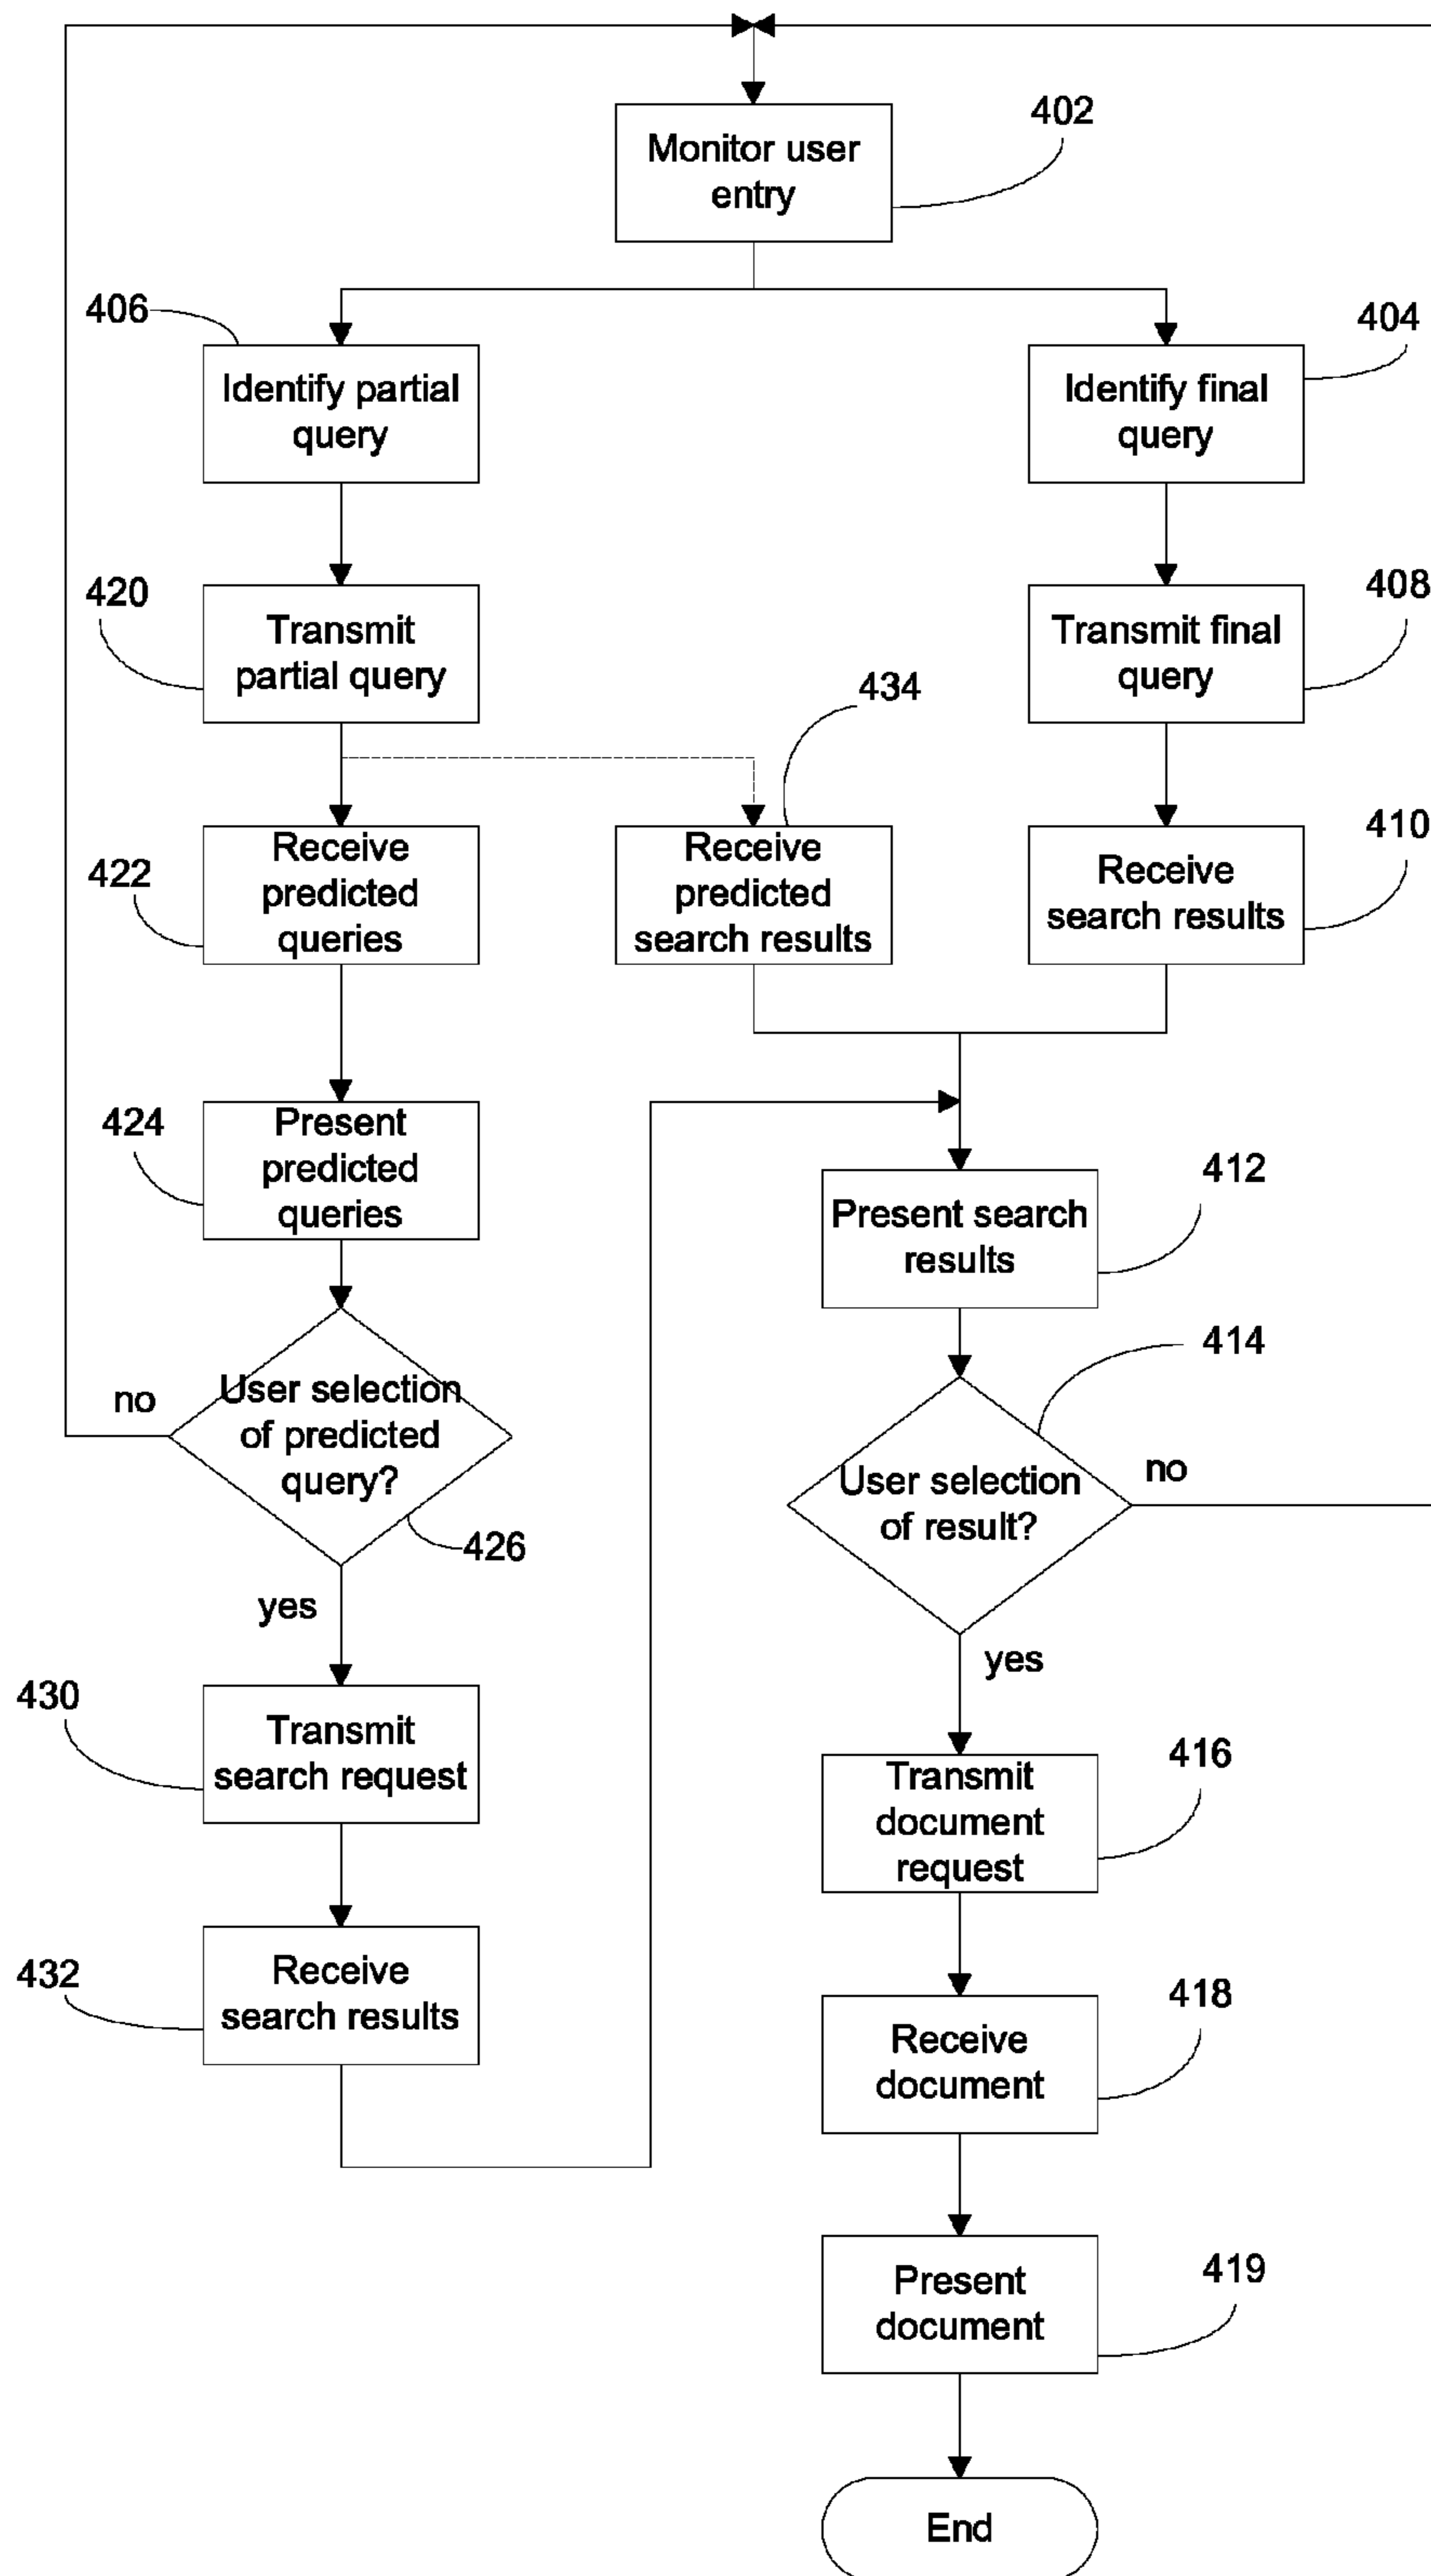 402
Monitor user
entry
406
404
Identify partial
query
Identify final
query
420
408
Transmit
partial query
Transmit final
query
434
422
410
Receive
predicted
queries
Receive
predicted
search results
Receive
search results
424
Present
predicted
queries
412
Present search
results
414
no
User selection
of predicted
query?
426
yes
User selection
of result?
no
yes
430
Transmit
search request
416
Transmit
document
request
432
Receive
search results
418
Receive
document
419
Present
document
End